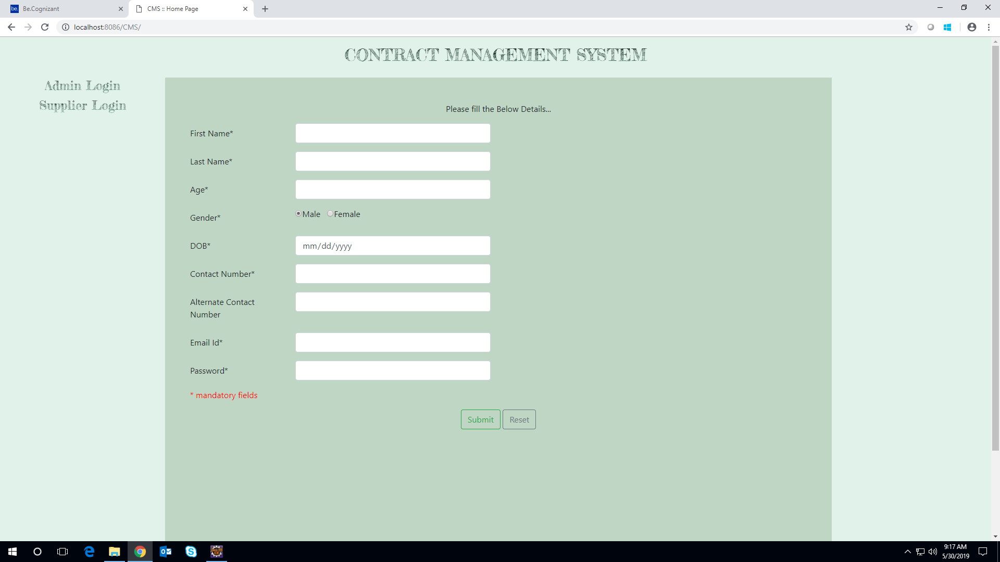 be.
Be.Cognizant
CMS :: Home Page
localhost:8086/CMS/
CONTRACT MANAGEMENT SYSTEM
Admin Login
Supplier Login
Please fill the Below Details...
First Name*
Last Name*
Age*
Gender*
Male
Female
DOB*
mm/dd/yyyy
Contact Number*
Alternate Contact
Number
Email Id*
Password*
* mandatory fields
Submit
Reset
9:17 AM
5/30/2019